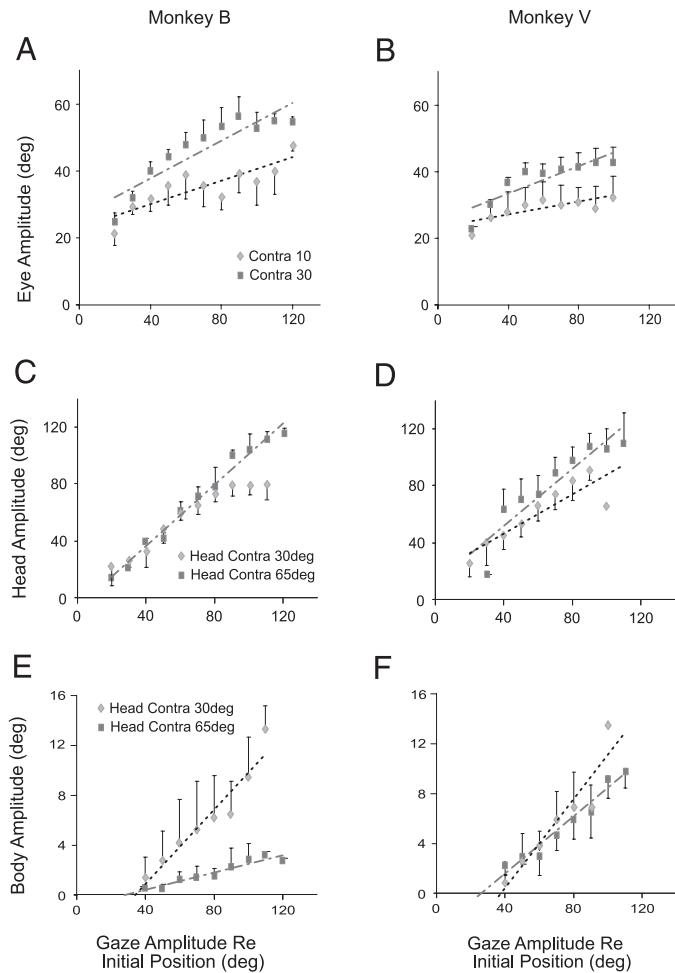 Monkey B
Monkey V
A
Eye Amplitude (deg)
60
40
20
0
0
40
80
120
Contra 10
Contra 30
B
60
40
20
0
0
40
80
120
C
Head Amplitude (deg)
120
80
40
0
0
40
80
120
Head Contra 30deg
Head Contra 65deg
D
120
80
40
0
0
40
80
120
E
Body Amplitude (deg)
16
12
8
4
0
0
40
80
120
Head Contra 30deg
Head Contra 65deg
Gaze Amplitude Re
Initial Position (deg)
F
16
12
8
4
0
0
40
80
120
Gaze Amplitude Re
Initial Position (deg)